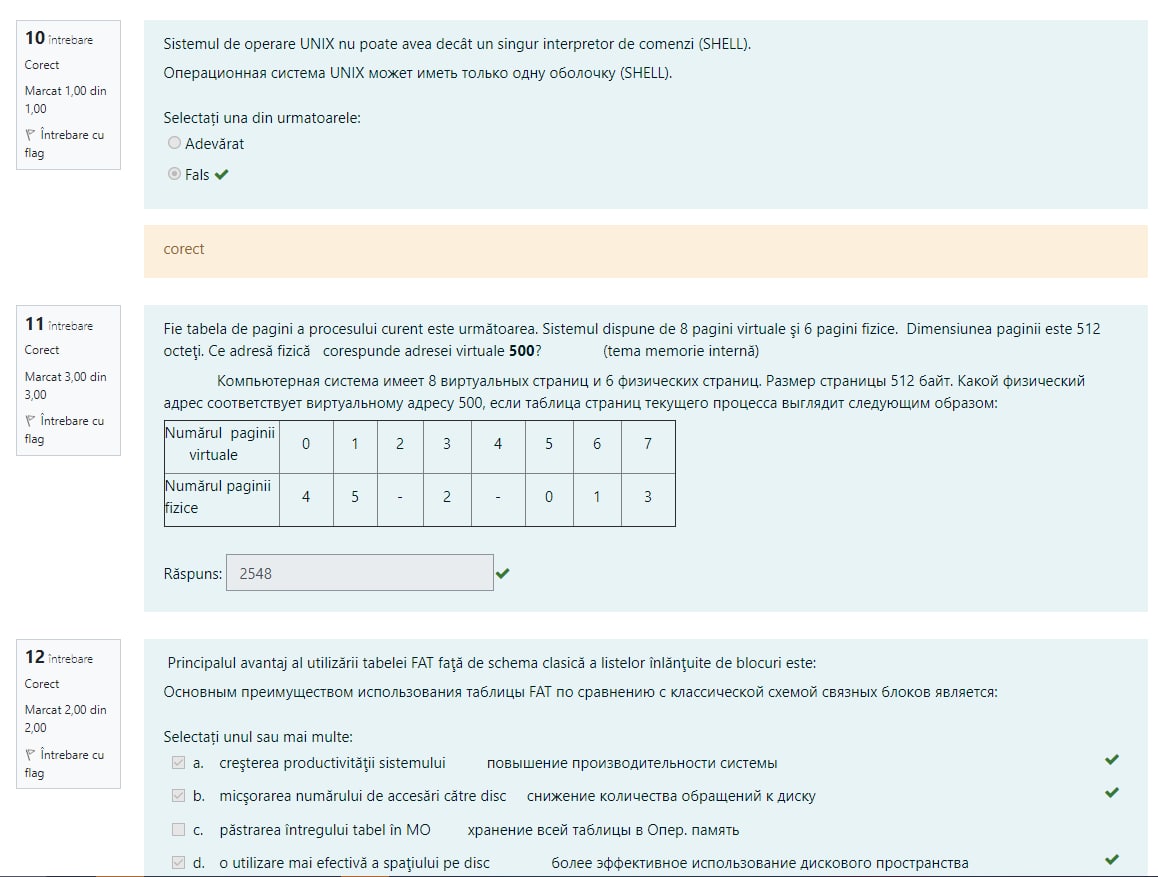 10 întrebare
Corect
Marcat 1,00 din
1,00
Întrebare cu
flag
Sistemul de operare UNIX nu poate avea decât un singur interpretor de comenzi (SHELL).
Операционная система UNIX может иметь только одну оболочку (SHELL).
Selectați una din urmatoarele:
Adevărat
Fals
corect
11 întrebare
Corect
Marcat 3,00 din
3,00
Întrebare cu
flag
Fie tabela de pagini a procesului curent este următoarea. Sistemul dispune de 8 pagini virtuale şi 6 pagini fizice. Dimensiunea paginii este 512
octeţi. Ce adresă fizică corespunde adresei virtuale 500? (tema memorie internă)
Компьютерная система имеет 8 виртуальных страниц и 6 физических страниц. Размер страницы 512 байт. Какой физический
адрес соответствует виртуальному адресу 500, если таблица страниц текущего процесса выглядит следующим образом:
Numărul paginii
virtuale
0 1 2 3 4 5 6 7
Numărul paginii
fizice
4 5 - 2 - 0 1 3
Răspuns: 2548
12 întrebare
Corect
Marcat 2,00 din
2,00
Întrebare cu
flag
Principalul avantaj al utilizării tabelei FAT faţă de schema clasică a listelor înlănţuite de blocuri este:
Основным преимуществом использования таблицы FAT по сравнению с классической схемой связных блоков является:
Selectați unul sau mai multe:
a. creşterea productivităţii sistemului повышение производительности системы
b. micşorarea numărului de accesări către disc снижение количества обращений к диску
c. păstrarea întregului tabel în MO хранение всей таблицы в Опер. память
d. o utilizare mai efectivă a spaţiului pe disc более эффективное использование дискового пространства